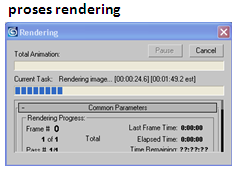 proses rendering
Rendering
Pause Cancel
Total Animation:
Current Task: Rendering image... [00:00:24.6] [00:01:49.2 est]
- Common Parameters
Rendering Progress:
Frame # 0 Last Frame Time: 0:00:00
1 of 1 Total Elapsed Time: 0:00:00
Pass # 1/1 Time Remaining: ??:??:??